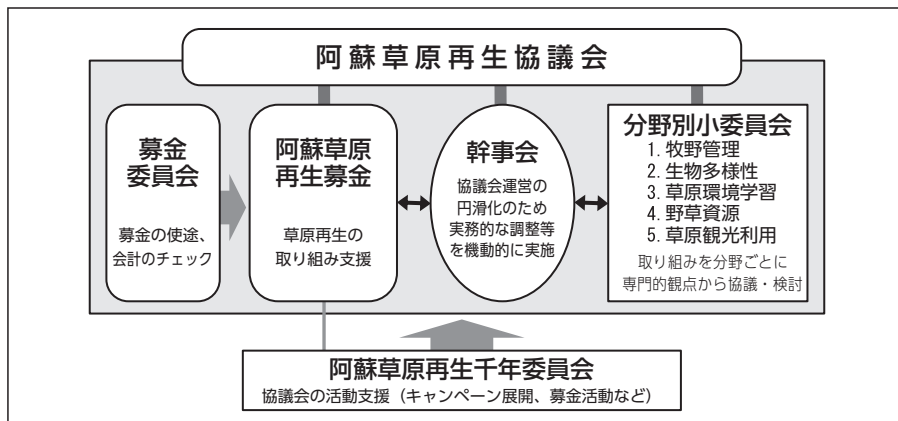 阿蘇草原再生協議会
募金
委員会
募金の使途、
会計のチェック
阿蘇草原
再生募金
草原再生の
取り組み支援
幹事会
協議会運営の
円滑化のため
実務的な調整等
を機動的に実施
分野別小委員会
1. 牧野管理
2. 生物多様性
3. 草原環境学習
4. 野草資源
5. 草原観光利用
取り組みを分野ごとに
専門的観点から協議・検討
阿蘇草原再生千年委員会
協議会の活動支援（キャンペーン展開、募金活動など）